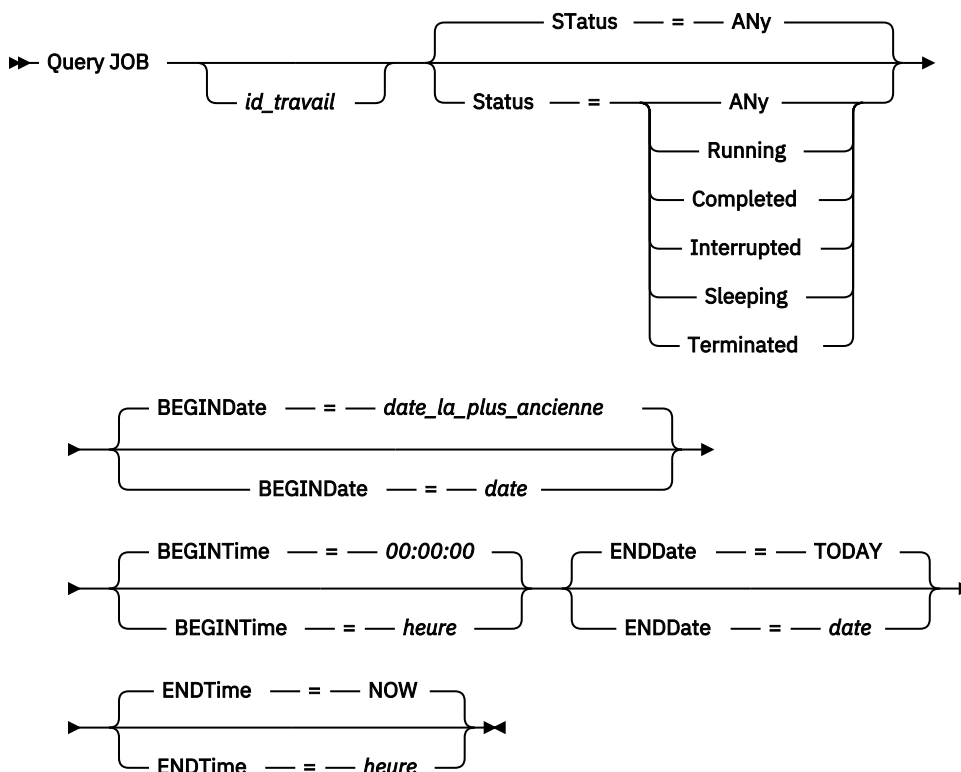 STatus = ANy
Query JOB
id_travail
Status = ANy
Running
Completed
Interrupted
Sleeping
Terminated
BEGINDate = date_la_plus_ancienne
BEGINDate = date
BEGINTime = 00:00:00 ENDDate = TODAY
BEGINTime = heure ENDDate = date
ENDTime = NOW
ENDTime = heure